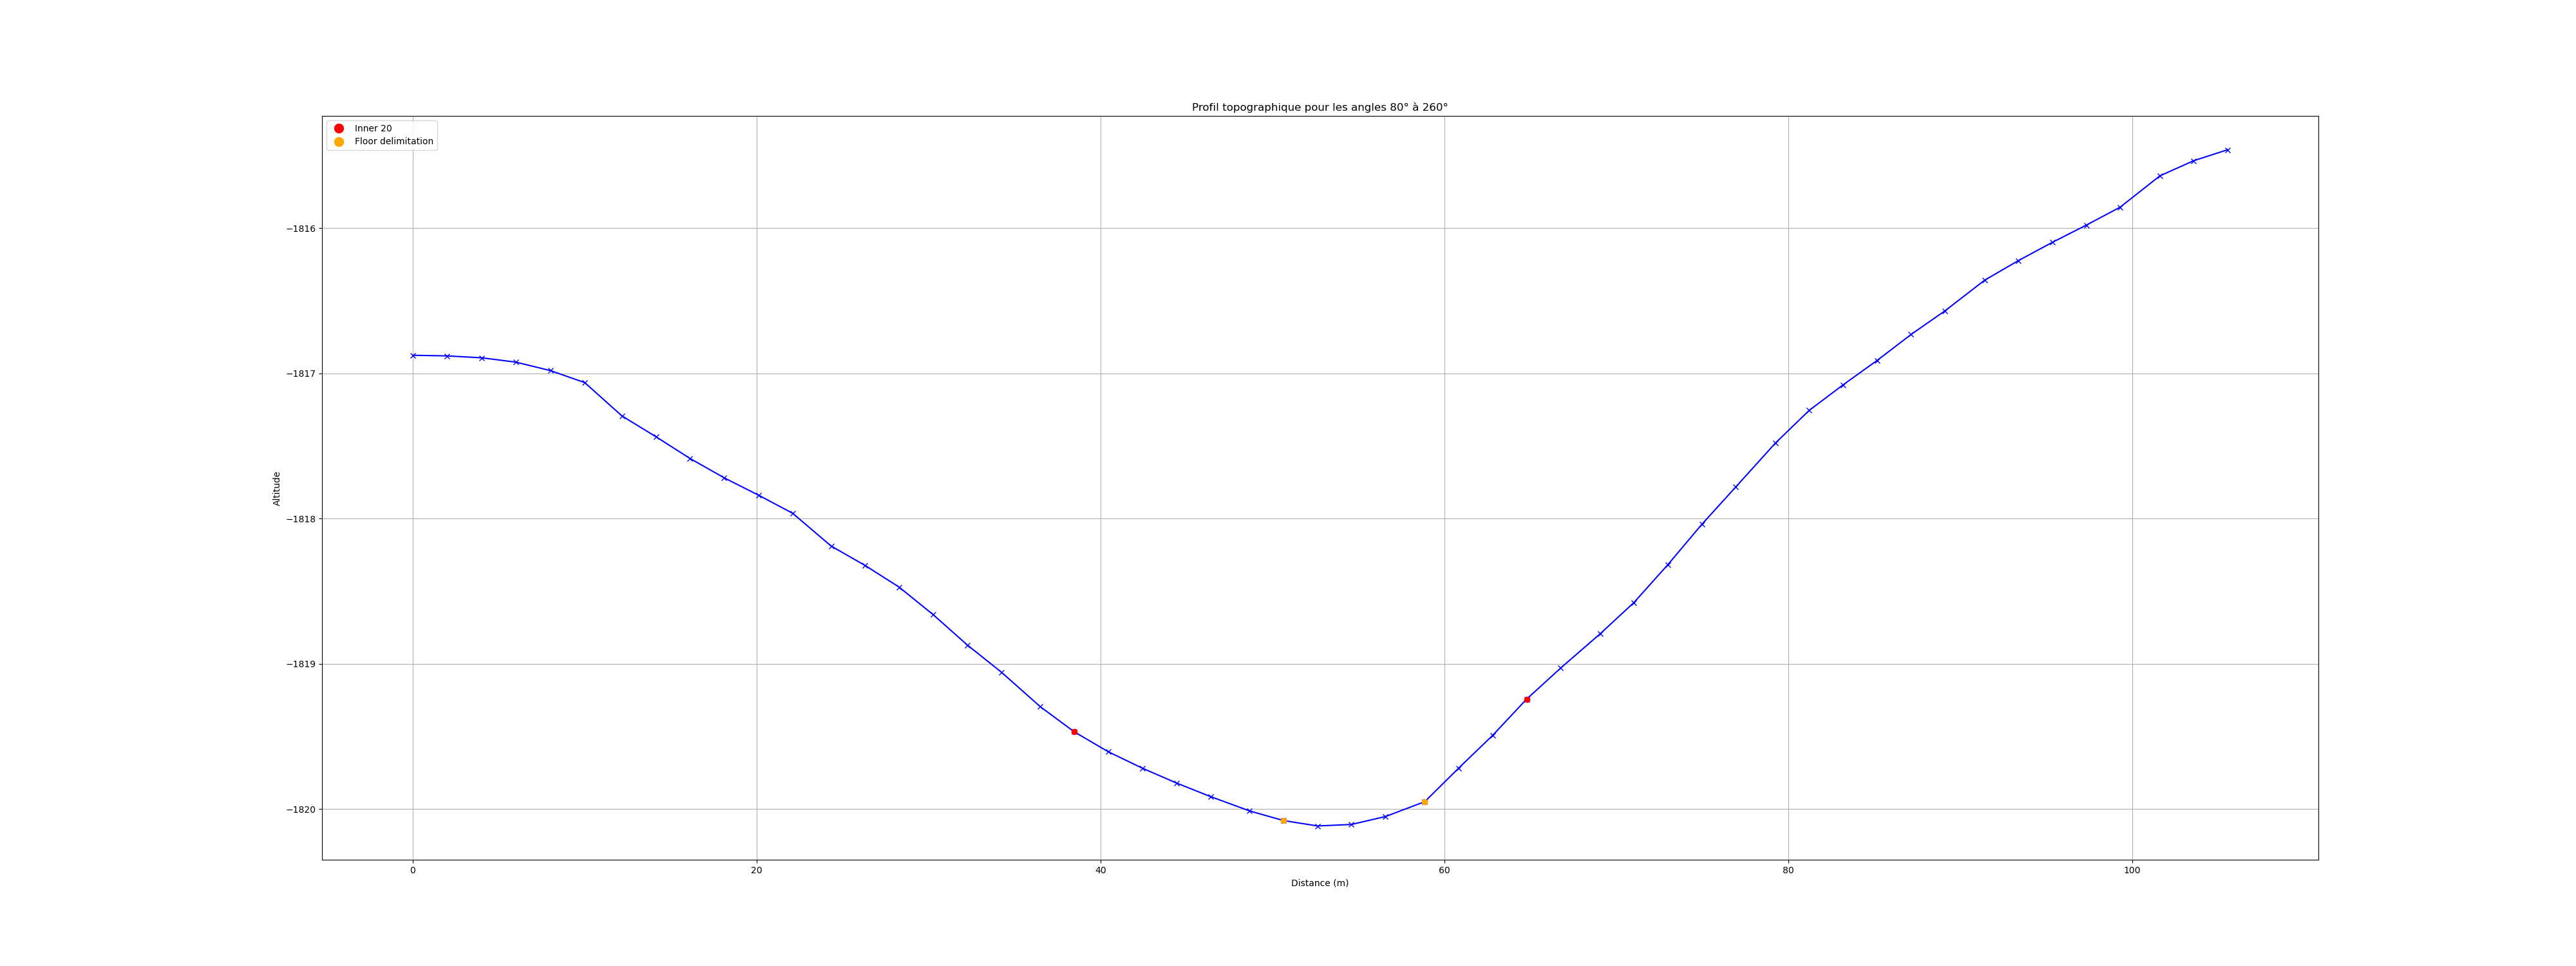 Profil topographique pour les angles 80° à 260°
Inner 20
Floor delimitation
−1816
−1817
−1818
−1819
−1820
Altitude
0 20 40 60 80 100
Distance (m)